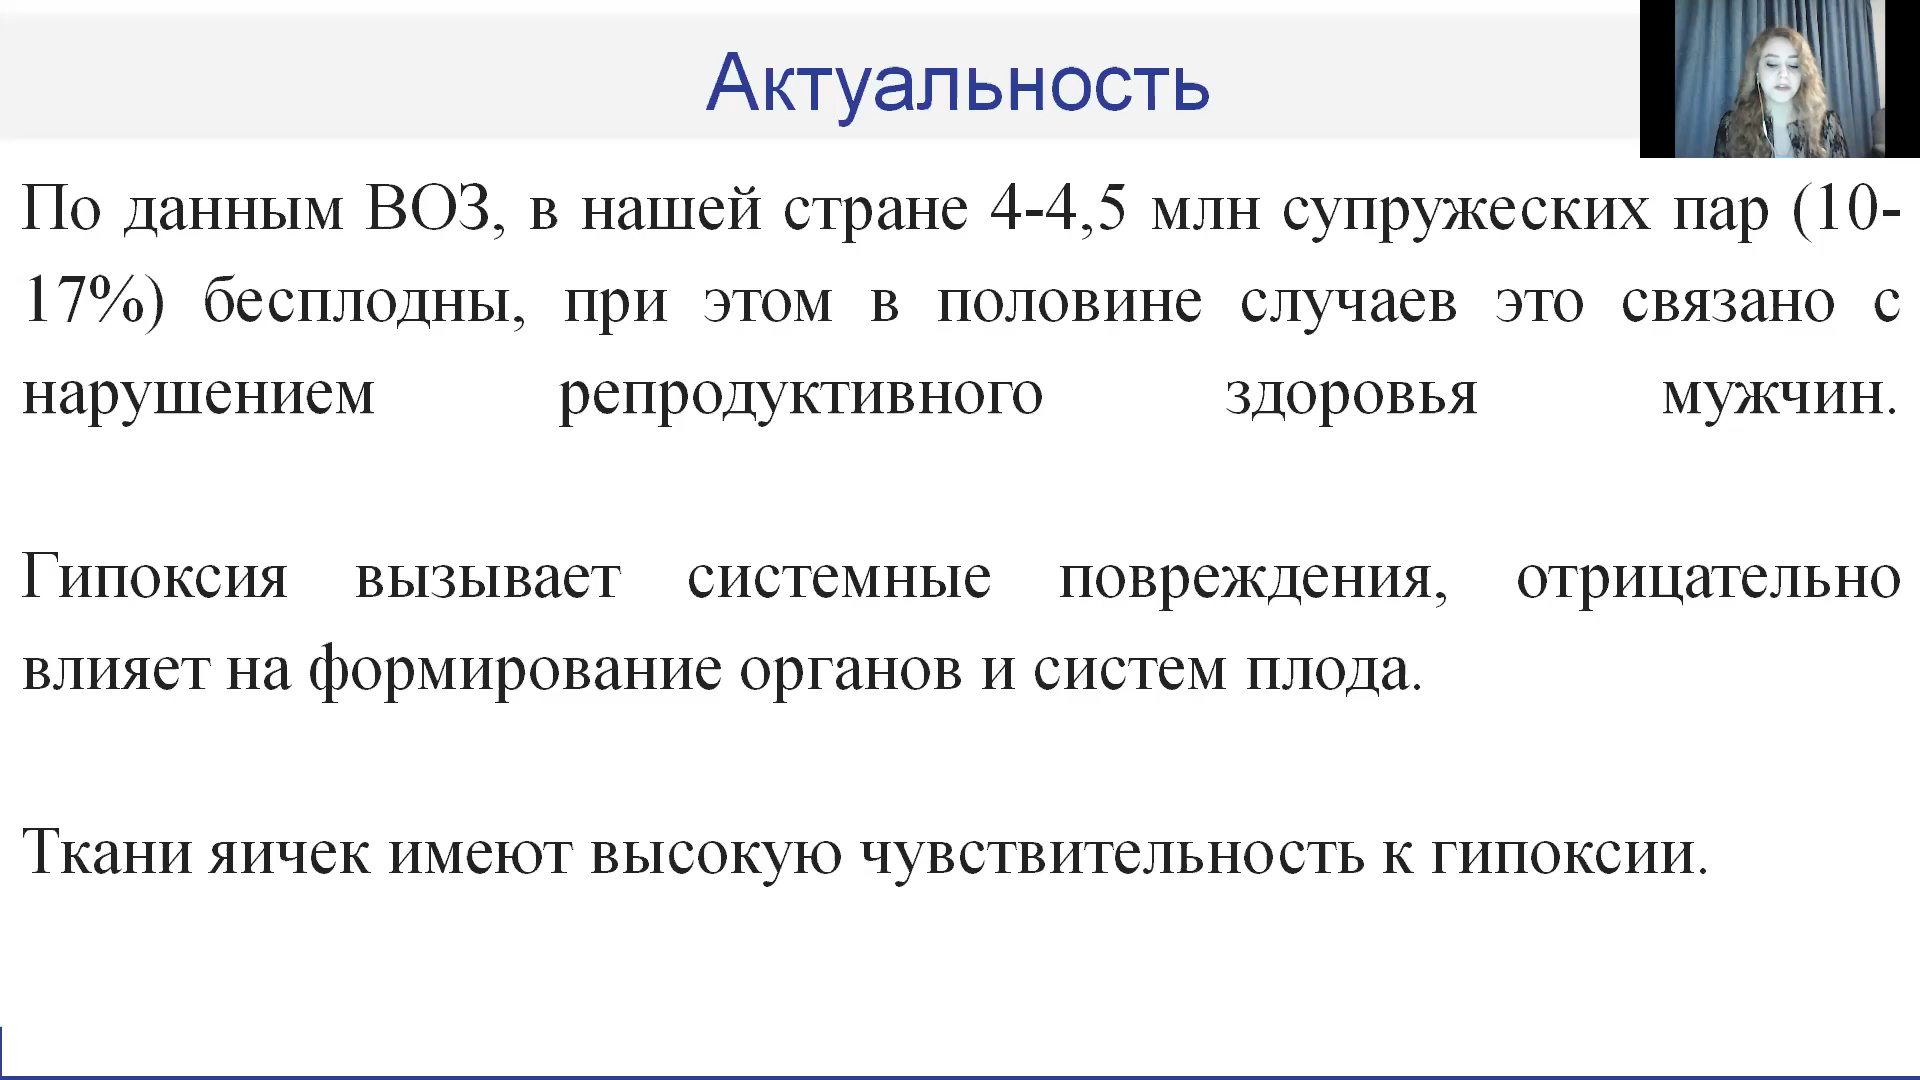 Актуальность
По данным ВОЗ, в нашей стране 4-4,5 млн супружеских пар (10-
17%) бесплодны, при этом в половине случаев это связано с
нарушением репродуктивного здоровья мужчин.
Гипоксия вызывает системные повреждения, отрицательно
влияет на формирование органов и систем плода.
Ткани яичек имеют высокую чувствительность к гипоксии.